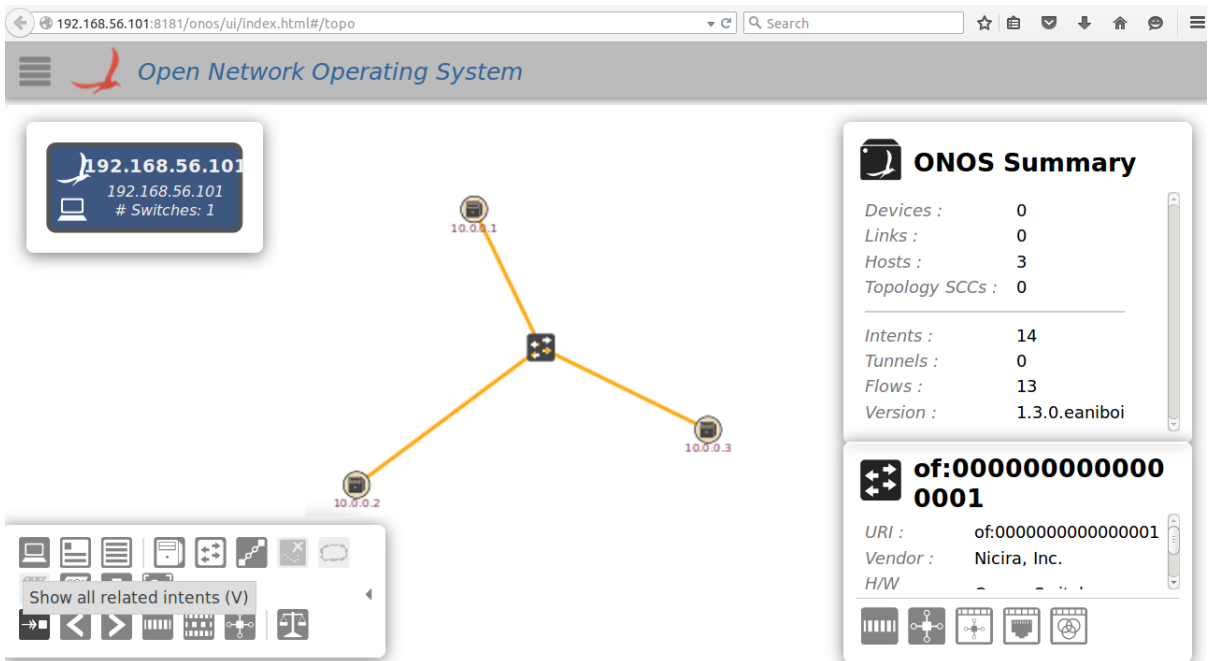 192.168.56.101:8181/onos/ui/index.html#/topo
Search
Open Network Operating System
192.168.56.101
192.168.56.101
# Switches: 1
10.0.0.1
10.0.0.3
10.0.0.2
ONOS Summary
Devices : 0
Links : 0
Hosts : 3
Topology SCCs : 0
Intents : 14
Tunnels : 0
Flows : 13
Version : 1.3.0.eaniboi
of:000000000000
0001
URI : of:0000000000000001
Vendor : Nicira, Inc.
H/W
Show all related intents (V)